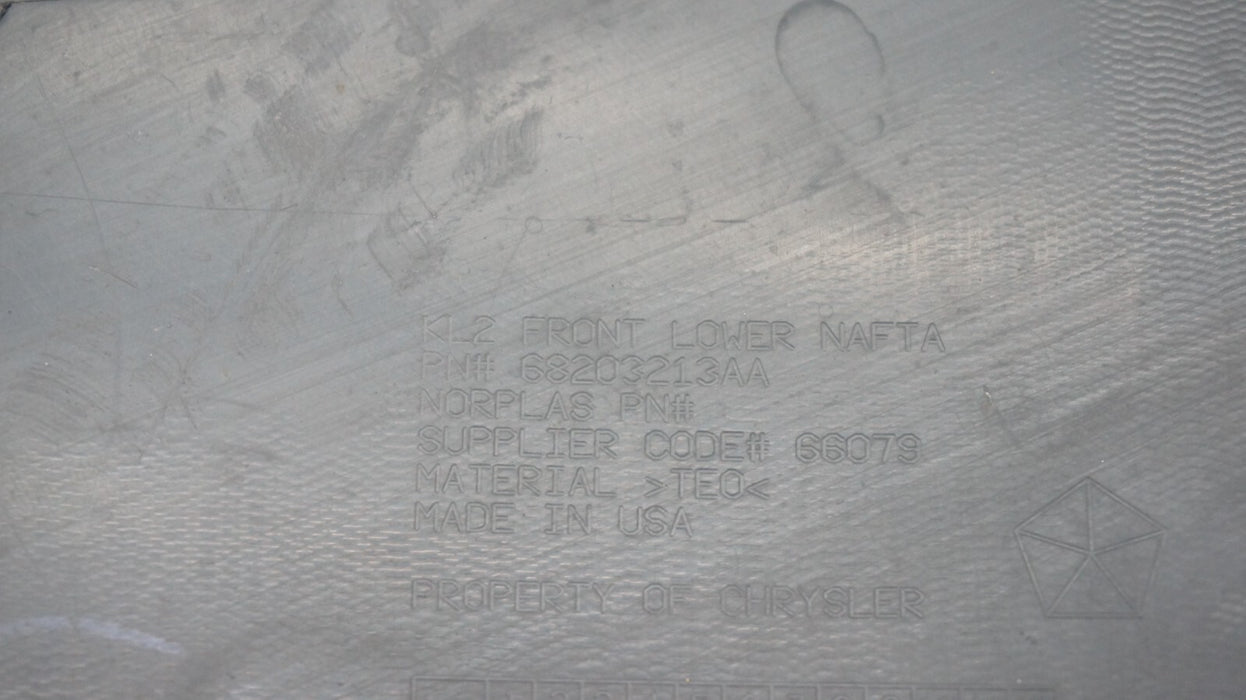 KL2 FRONT LOWER NAFTA
PN# 68203213AA
NORPLAS PN#
SUPPLIER CODE# 66079
MATERIAL >TEO<
MADE IN USA
PROPERTY OF CHRYSLER